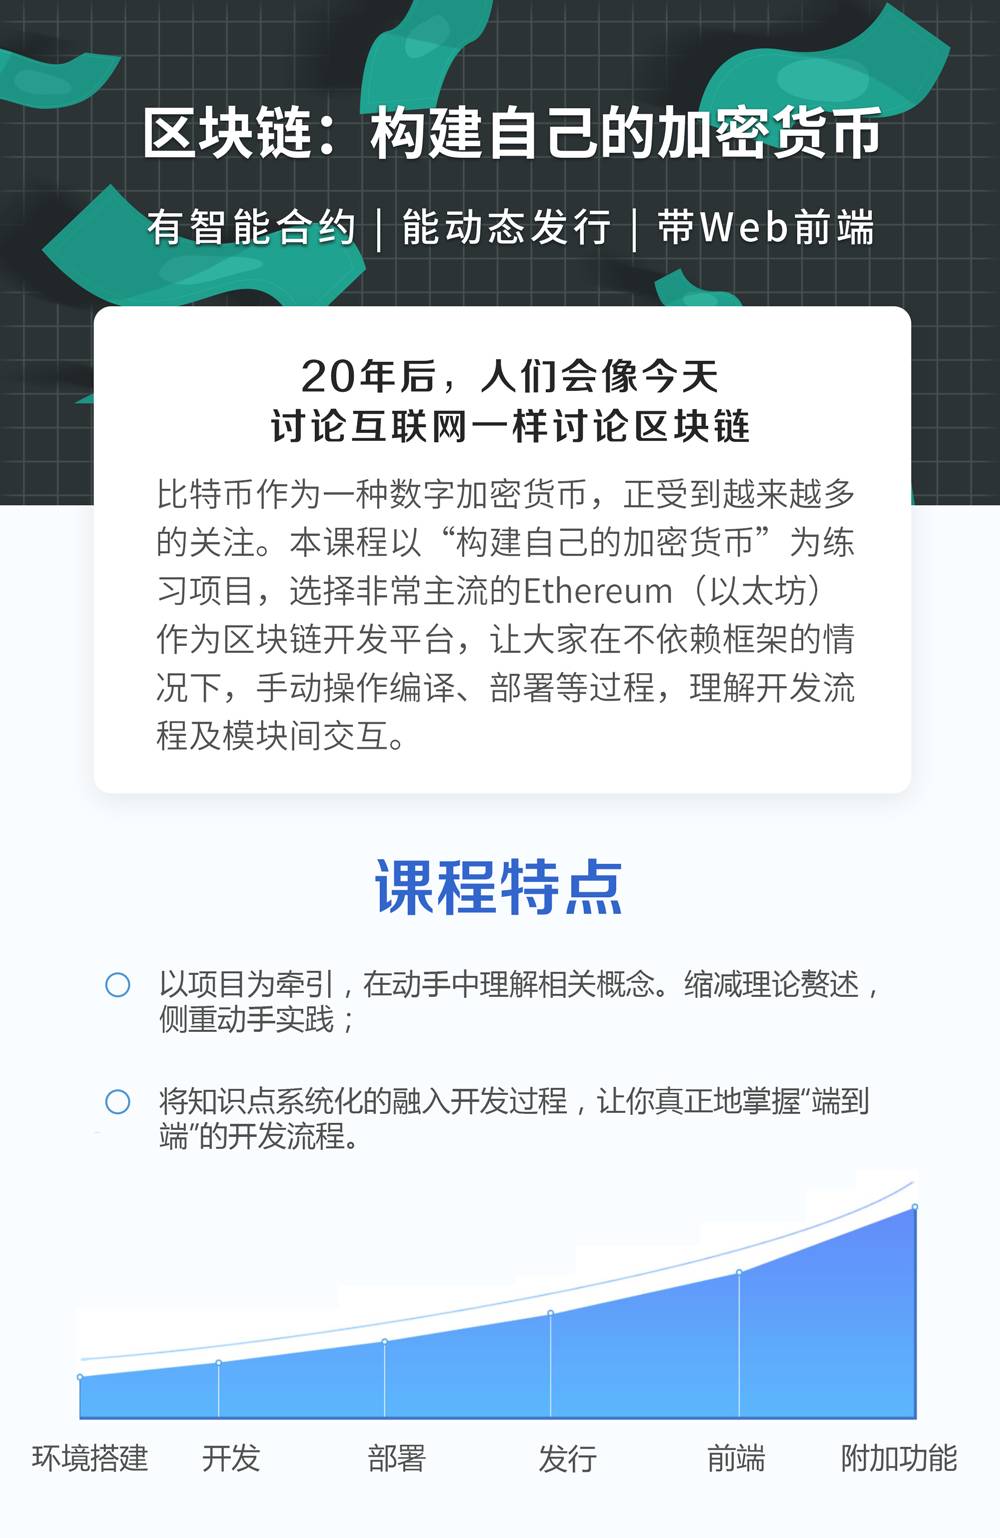 区块链：构建自己的加密货币
有智能合约 | 能动态发行 | 带Web前端
20年后，人们会像今天
讨论互联网一样讨论区块链
比特币作为一种数字加密货币，正受到越来越多
的关注。本课程以“构建自己的加密货币”为练
习项目，选择非常主流的Ethereum（以太坊）
作为区块链开发平台，让大家在不依赖框架的情
况下，手动操作编译、部署等过程，理解开发流
程及模块间交互。
课程特点
以项目为牵引，在动手中理解相关概念。缩减理论赘述，
侧重动手实践；
将知识点系统化的融入开发过程，让你真正地掌握“端到
端”的开发流程。
环境搭建 开发 部署 发行 前端 附加功能